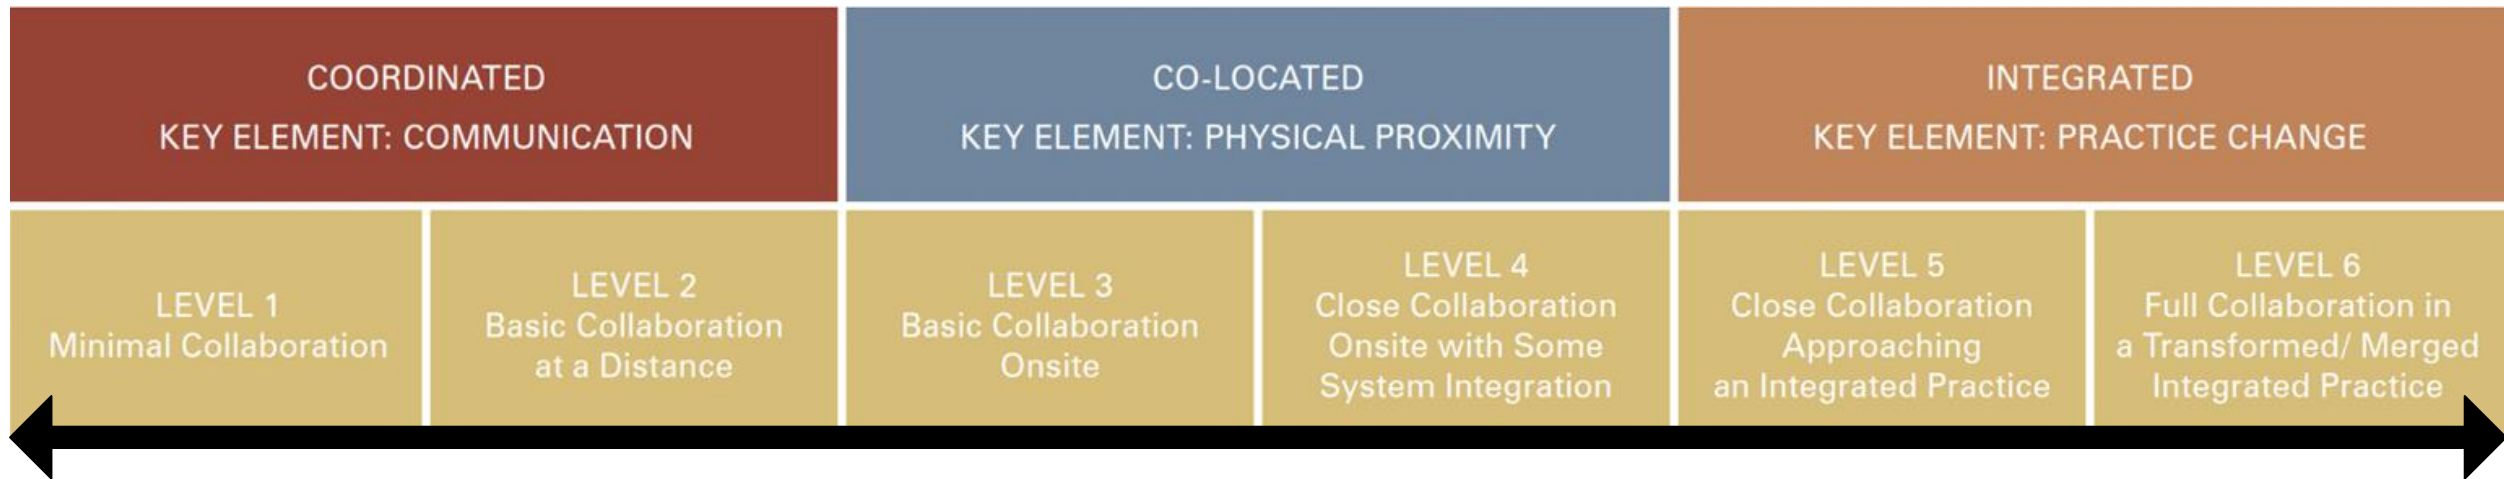 COORDINATED
KEY ELEMENT: COMMUNICATION
CO-LOCATED
KEY ELEMENT: PHYSICAL PROXIMITY
INTEGRATED
KEY ELEMENT: PRACTICE CHANGE
LEVEL 1
Minimal Collaboration
LEVEL 2
Basic Collaboration
at a Distance
LEVEL 3
Basic Collaboration
Onsite
LEVEL 4
Close Collaboration
Onsite with Some
System Integration
LEVEL 5
Close Collaboration
Approaching
an Integrated Practice
LEVEL 6
Full Collaboration in
a Transformed/ Merged
Integrated Practice